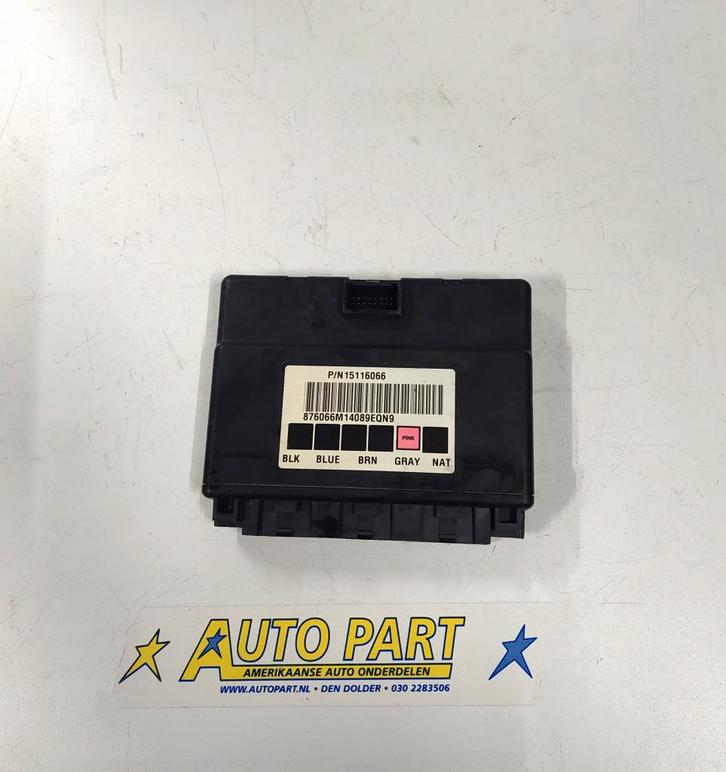 P/N15116066
876066M14089EQN9
PINK
BLK BLUE BRN GRAY NAT
AUTO PART
AMERIKAANSE AUTO ONDERDELEN
WWW.AUTOPART.NL • DEN DOLDER • 030 2283506